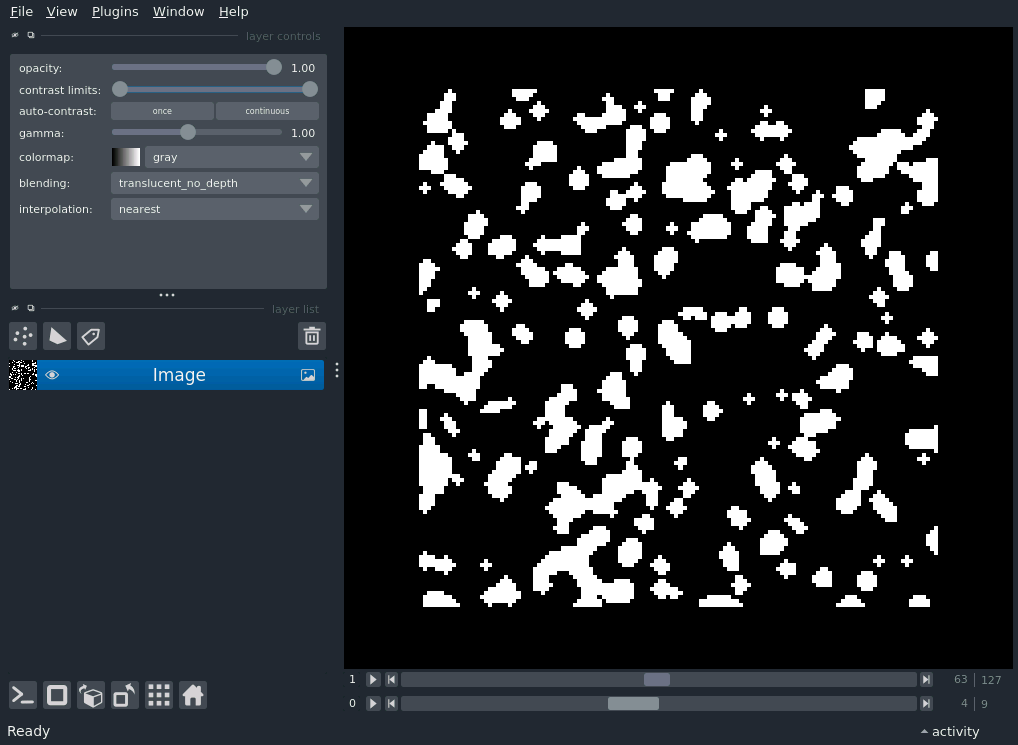 File View Plugins Window Help
layer controls
opacity: 1.00
contrast limits:
auto-contrast: once continuous
gamma: 1.00
colormap: gray
blending: translucent_no_depth
interpolation: nearest
layer list
Image
1 63 127
0 4 9
Ready activity